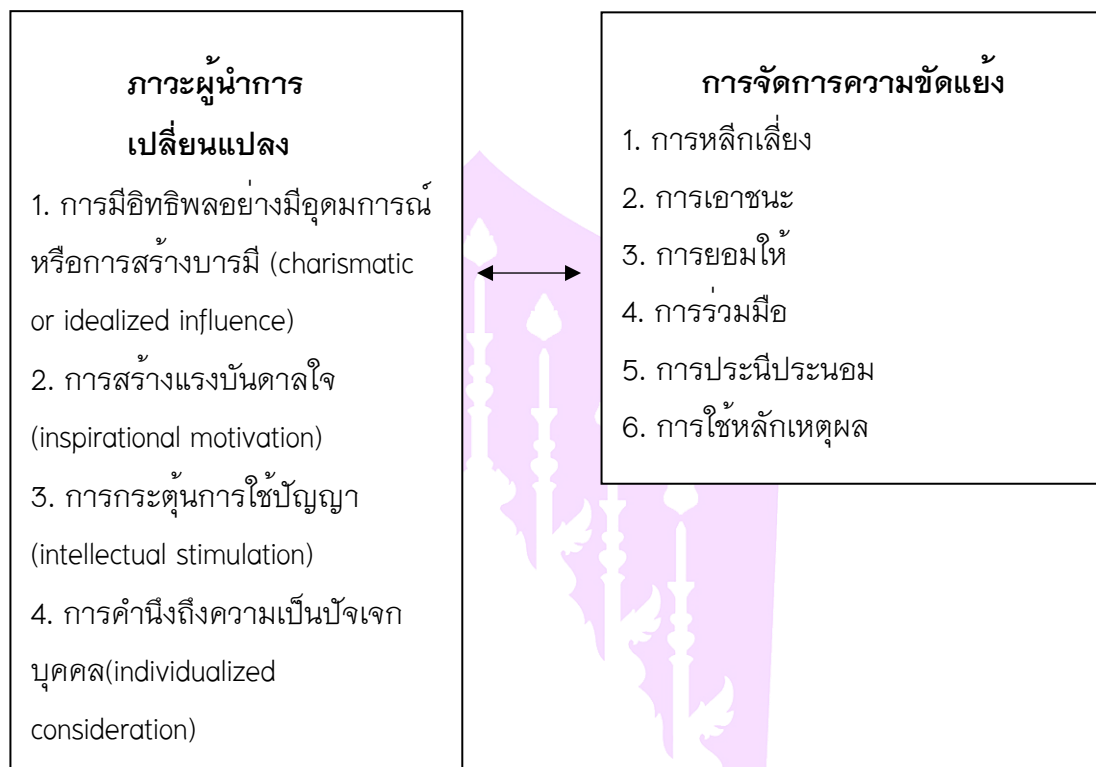 ภาวะผู้นำการ
เปลี่ยนแปลง
1. การมีอิทธิพลอย่างมีอุดมการณ์
หรือการสร้างบารมี (charismatic
or idealized influence)
2. การสร้างแรงบันดาลใจ
(inspirational motivation)
3. การกระตุ้นการใช้ปัญญา
(intellectual stimulation)
4. การคำนึงถึงความเป็นปัจเจก
บุคคล(individualized
consideration)
การจัดการความขัดแย้ง
1. การหลีกเลี่ยง
2. การเอาชนะ
3. การยอมให้
4. การร่วมมือ
5. การประนีประนอม
6. การใช้หลักเหตุผล